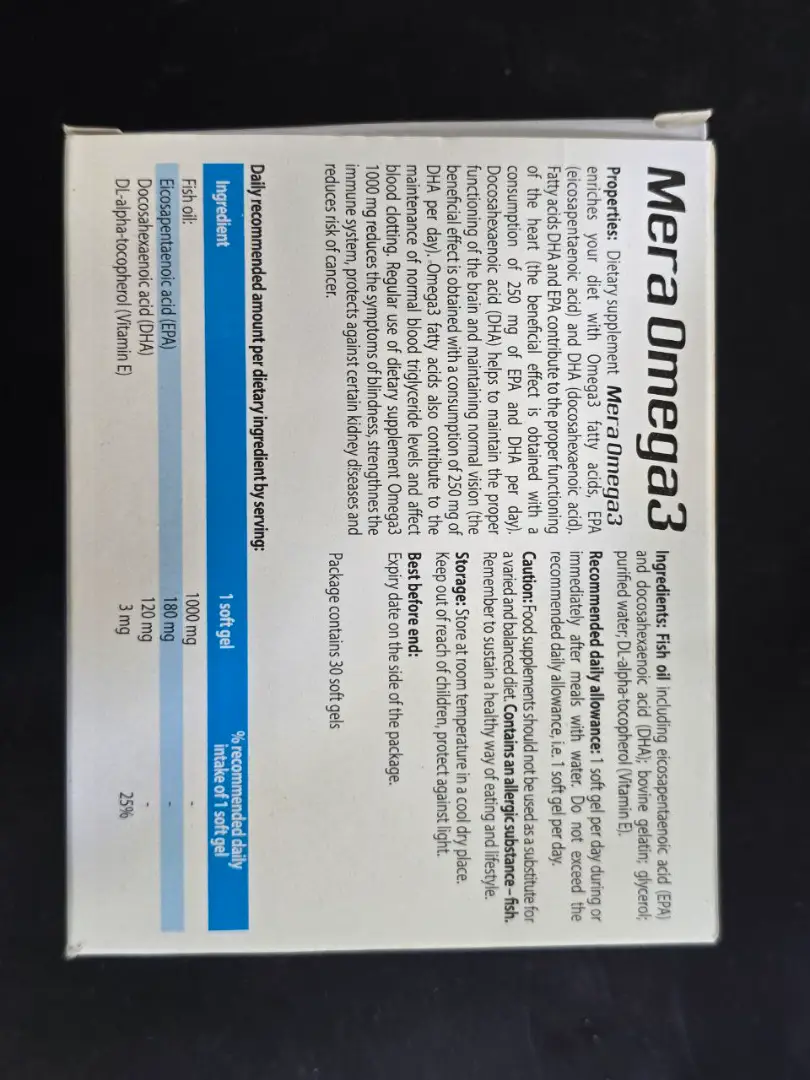 Mera Omega3
Properties: Dietary supplement Mera Omega3
enriches your diet with Omega3 fatty acids, EPA
(eicosapentaenoic acid) and DHA (docosahexaenoic acid).
Fatty acids DHA and EPA contribute to the proper functioning
of the heart (the beneficial effect is obtained with a
consumption of 250 mg of EPA and DHA per day).
Docosahexaenoic acid (DHA) helps to maintain the proper
functioning of the brain and maintaining normal vision (the
beneficial effect is obtained with a consumption of 250 mg of
DHA per day). Omega3 fatty acids also contribute to the
maintenance of normal blood triglyceride levels and affect
blood clotting. Regular use of dietary supplement Omega3
1000 mg reduces the symptoms of blindness, strengthnes the
immune system, protects against certain kidney diseases and
reduces risk of cancer.
Ingredients: Fish oil including eicosapentaenoic acid (EPA)
and docosahexaenoic acid (DHA); bovine gelatin; glycerol;
purified water; DL-alpha-tocopherol (Vitamin E).
Recommended daily allowance: 1 soft gel per day during or
immediately after meals with water. Do not exceed the
recommended daily allowance, i.e. 1 soft gel per day.
Caution: Food supplements should not be used as a substitute for
a varied and balanced diet. Contains an allergic substance – fish.
Remember to sustain a healthy way of eating and lifestyle.
Storage: Store at room temperature in a cool dry place.
Keep out of reach of children, protect against light.
Best before end:
Expiry date on the side of the package.
Package contains 30 soft gels
Daily recommended amount per dietary ingredient by serving:
Ingredient 1 soft gel % recommended daily
intake of 1 soft gel
Fish oil: 1000 mg -
Eicosapentaenoic acid (EPA) 180 mg -
Docosahexaenoic acid (DHA) 120 mg -
DL-alpha-tocopherol (Vitamin E) 3 mg 25%